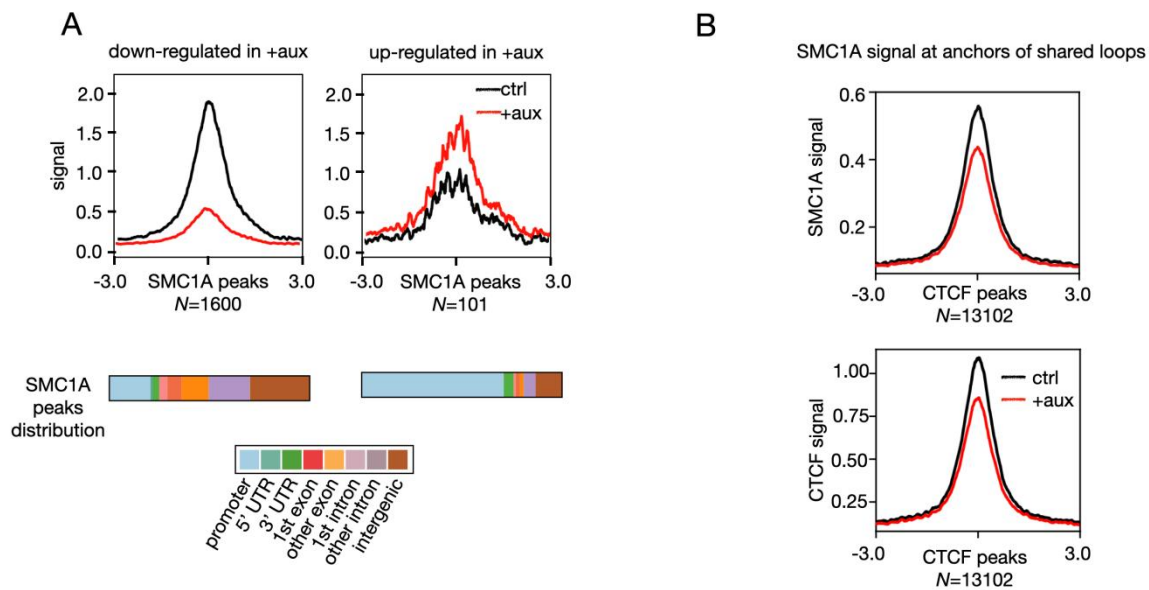 A
down-regulated in +aux
up-regulated in +aux
signal
2.0
1.5
1.0
0.5
0.0
-3.0
SMC1A peaks
3.0
N=1600
2.0
1.5
1.0
0.5
0
ctrl
+aux
-3.0
SMC1A peaks
3.0
N=101
SMC1A
peaks
distribution
promoter
5' UTR
3' UTR
1st exon
other exon
1st intron
other intron
intergenic
B
SMC1A signal at anchors of shared loops
SMC1A signal
0.6
0.4
0.2
-3.0
CTCF peaks
3.0
N=13102
CTCF signal
1.00
0.75
0.50
0.25
ctrl
+aux
-3.0
CTCF peaks
3.0
N=13102